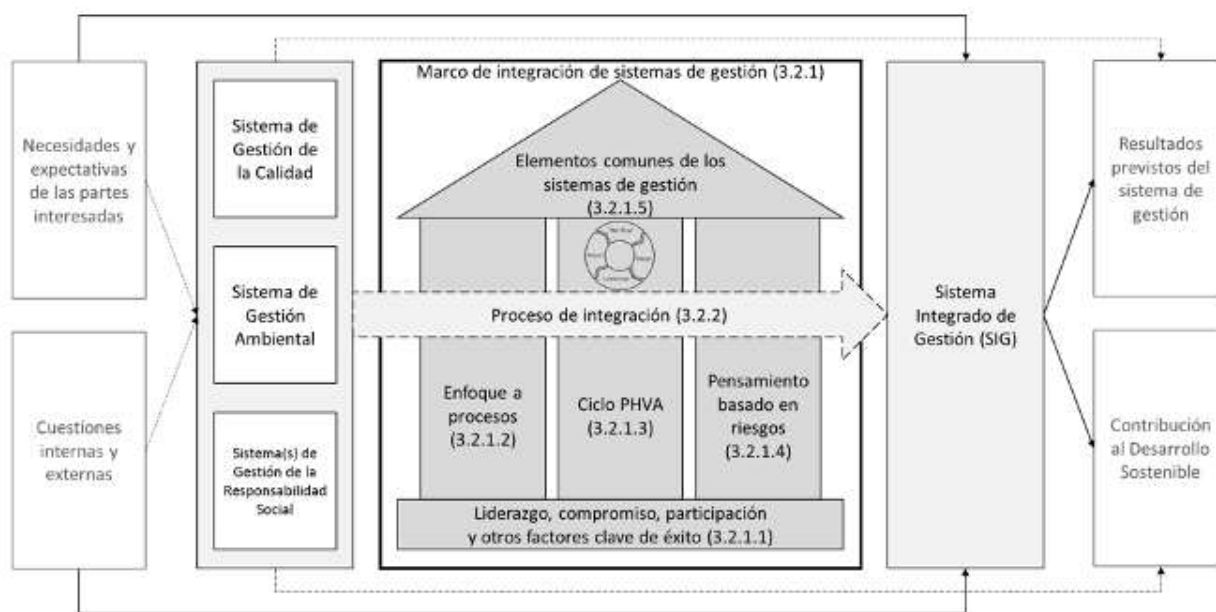 Necesidades y
expectativas
de las partes
interesadas
Cuestiones
internas y
externas
Sistema de
Gestión de
la Calidad
Sistema de
Gestión
Ambiental
Sistema(s) de
Gestión de la
Responsabilidad
Social
Marco de integración de sistemas de gestión (3.2.1)
Elementos comunes de los
sistemas de gestión
(3.2.1.5)
Proceso de integración (3.2.2)
Enfoque a
procesos
(3.2.1.2)
Ciclo PHVA
(3.2.1.3)
Pensamiento
basado en
riesgos
(3.2.1.4)
Liderazgo, compromiso, participación
y otros factores clave de éxito (3.2.1.1)
Sistema
Integrado de
Gestión (SIG)
Resultados
previstos del
sistema de
gestión
Contribución
al Desarrollo
Sostenible